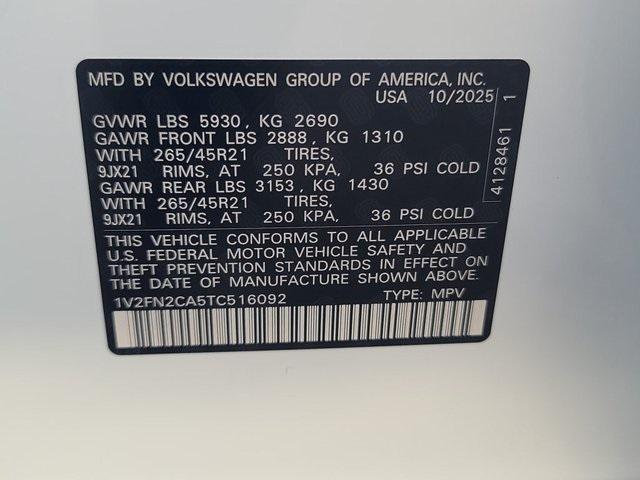 MFD BY VOLKSWAGEN GROUP OF AMERICA, INC.
USA 10/2025
GVWR LBS 5930, KG 2690
GAWR FRONT LBS 2888, KG 1310
WITH 265/45R21 TIRES,
9JX21 RIMS, AT 250 KPA, 36 PSI COLD
GAWR REAR LBS 3153, KG 1430
WITH 265/45R21 TIRES,
9JX21 RIMS, AT 250 KPA, 36 PSI COLD
THIS VEHICLE CONFORMS TO ALL APPLICABLE
U.S. FEDERAL MOTOR VEHICLE SAFETY AND
THEFT PREVENTION STANDARDS IN EFFECT ON
THE DATE OF MANUFACTURE SHOWN ABOVE.
1V2FN2CA5TC516092 TYPE: MPV
4128461 1